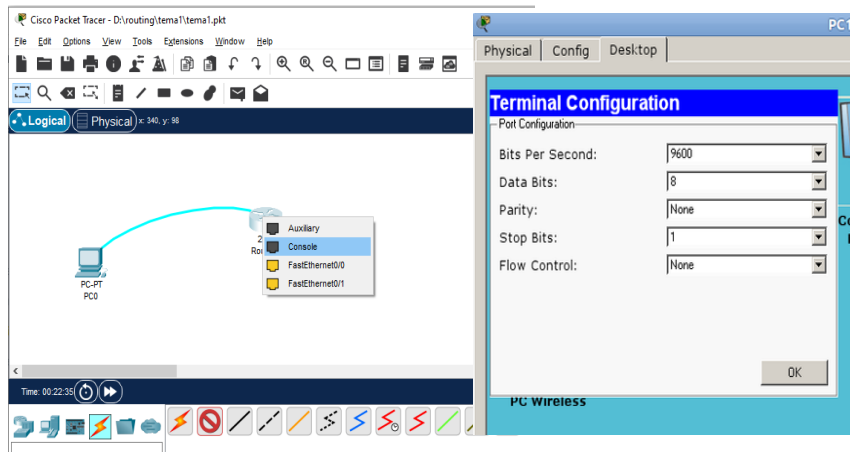 Cisco Packet Tracer - D:\routing\tema1\tema1.pkt
File Edit Options View Tools Extensions Window Help
Logical Physical x: 340, y: 98
Auxiliary
Console
FastEthernet0/0
FastEthernet0/1
PC-PT
PC0
Time: 00:22:35
PC1
Physical Config Desktop
Terminal Configuration
Port Configuration
Bits Per Second: 9600
Data Bits: 8
Parity: None
Stop Bits: 1
Flow Control: None
OK
PC Wireless